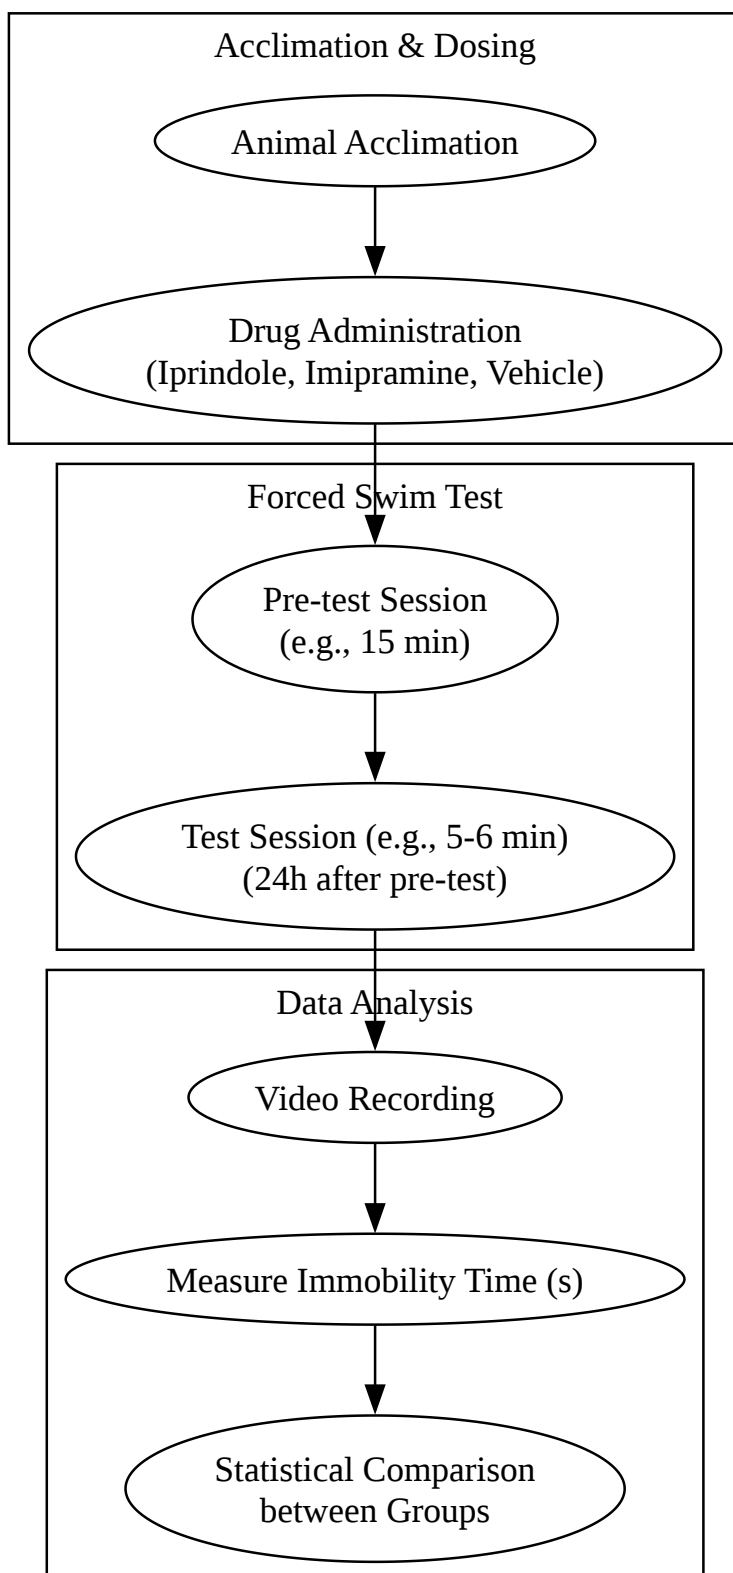 Acclimation & Dosing
Animal Acclimation
Drug Administration
(Iprindole, Imipramine, Vehicle)
Forced Swim Test
Pre-test Session
(e.g., 15 min)
Test Session (e.g., 5-6 min)
(24h after pre-test)
Data Analysis
Video Recording
Measure Immobility Time (s)
Statistical Comparison
between Groups